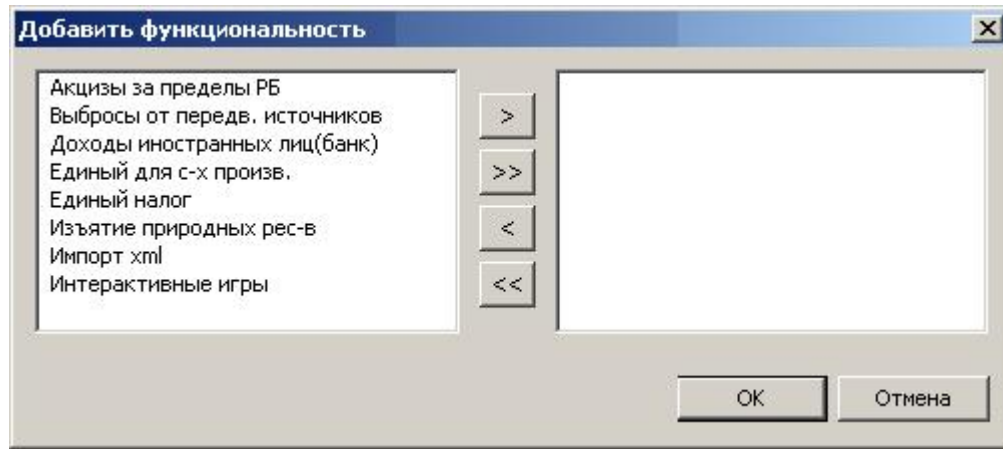 Добавить функциональность
Акцизы за пределы РБ
Выбросы от передв. источников
Доходы иностранных лиц(банк)
Единый для с-х произв.
Единый налог
Изъятие природных рес-в
Импорт xml
Интерактивные игры
>
>>
<
<<
OK
Отмена